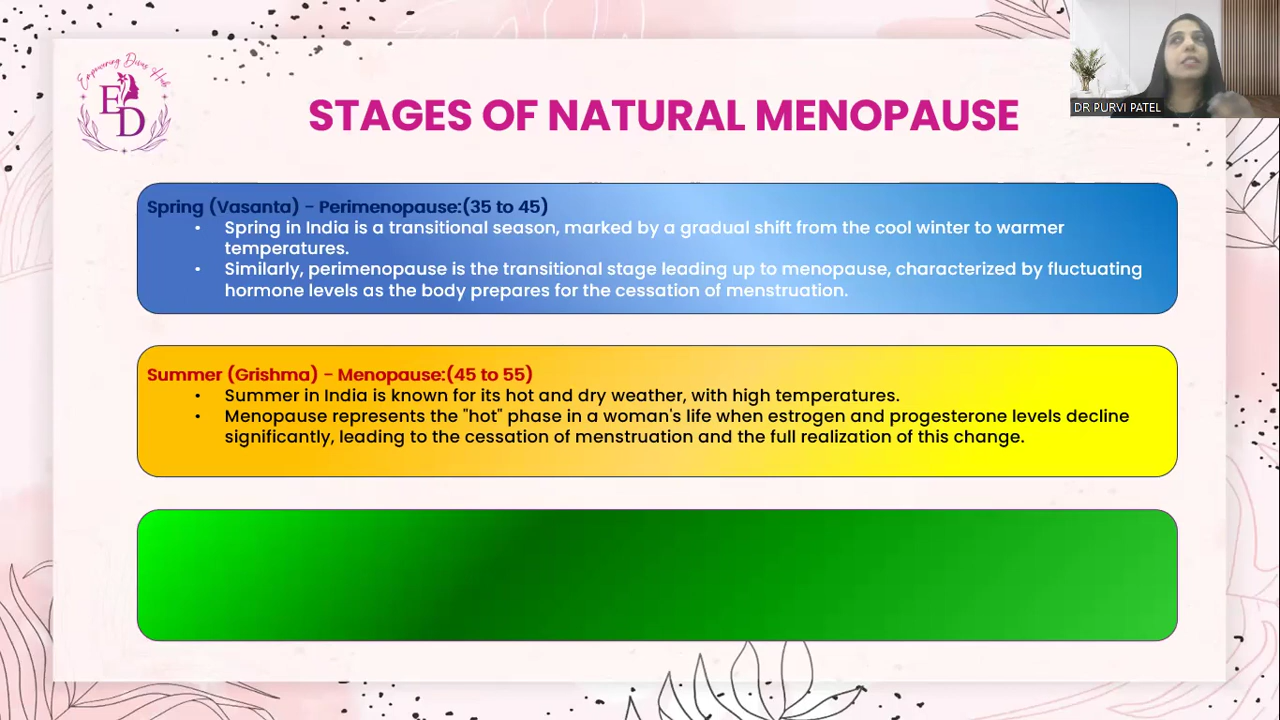 Empowering Divas Hub
ED
DR PURVI PATEL
STAGES OF NATURAL MENOPAUSE
Spring (Vasanta) - Perimenopause:(35 to 45)
• Spring in India is a transitional season, marked by a gradual shift from the cool winter to warmer
temperatures.
• Similarly, perimenopause is the transitional stage leading up to menopause, characterized by fluctuating
hormone levels as the body prepares for the cessation of menstruation.
Summer (Grishma) - Menopause:(45 to 55)
• Summer in India is known for its hot and dry weather, with high temperatures.
• Menopause represents the "hot" phase in a woman's life when estrogen and progesterone levels decline
significantly, leading to the cessation of menstruation and the full realization of this change.